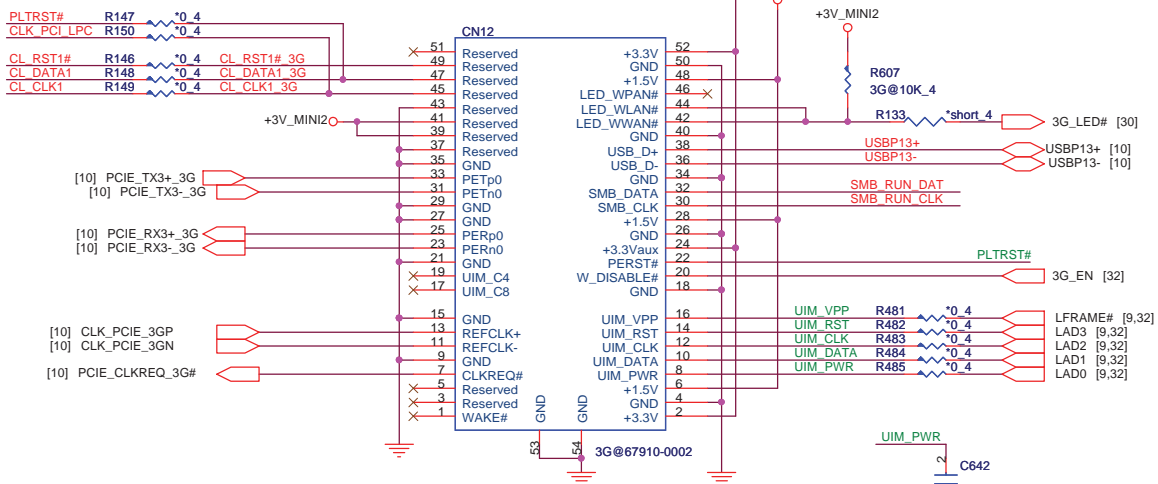 PLTRST# R147 *0_4
CLK_PCI_LPC R150 *0_4
CL_RST1# R146 *0_4 CL_RST1#_3G
CL_DATA1 R148 *0_4 CL_DATA1_3G
CL_CLK1 R149 *0_4 CL_CLK1_3G
+3V_MINI2
[10] PCIE_TX3+_3G
[10] PCIE_TX3-_3G
[10] PCIE_RX3+_3G
[10] PCIE_RX3-_3G
[10] CLK_PCIE_3GP
[10] CLK_PCIE_3GN
[10] PCIE_CLKREQ_3G#
CN12
51 Reserved +3.3V 52
49 Reserved GND 50
47 Reserved +1.5V 48
45 Reserved LED_WPAN# 46
43 Reserved LED_WLAN# 44
41 Reserved LED_WWAN# 42
39 Reserved GND 40
37 Reserved USB_D+ 38
35 GND USB_D- 36
33 PETp0 GND 34
31 PETn0 SMB_DATA 32
29 GND SMB_CLK 30
27 GND +1.5V 28
25 PERp0 GND 26
23 PERn0 +3.3Vaux 24
21 GND PERST# 22
19 UIM_C4 W_DISABLE# 20
17 UIM_C8 GND 18
15 GND UIM_VPP 16
13 REFCLK+ UIM_RST 14
11 REFCLK- UIM_CLK 12
9 GND UIM_DATA 10
7 CLKREQ# UIM_PWR 8
5 Reserved +1.5V 6
3 Reserved GND 4
1 WAKE# +3.3V 2
GND GND
53 54
3G@67910-0002
+3V_MINI2
R607
3G@10K_4
R133 *short_4 3G_LED# [30]
USBP13+ USBP13+ [10]
USBP13- USBP13- [10]
SMB_RUN_DAT
SMB_RUN_CLK
PLTRST#
3G_EN [32]
UIM_VPP R481 *0_4 LFRAME# [9,32]
UIM_RST R482 *0_4 LAD3 [9,32]
UIM_CLK R483 *0_4 LAD2 [9,32]
UIM_DATA R484 *0_4 LAD1 [9,32]
UIM_PWR R485 *0_4 LAD0 [9,32]
UIM_PWR
2
C642